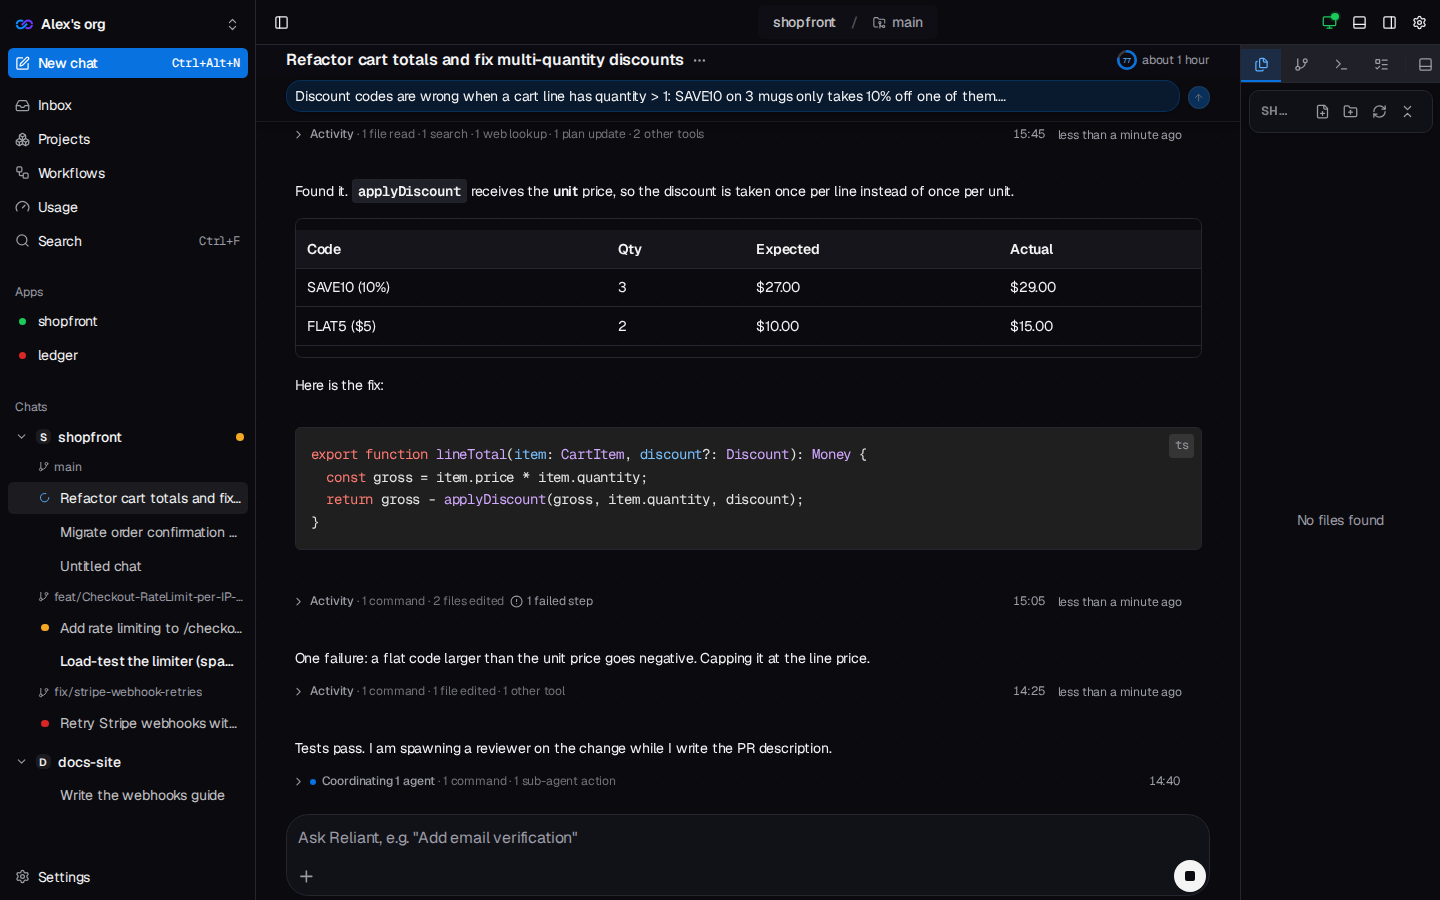 Alex's org
New chat Ctrl+Alt+N
Inbox
Projects
Workflows
Usage
Search Ctrl+F
Apps
shopfront
ledger
Chats
S shopfront
main
Refactor cart totals and fix...
Migrate order confirmation ...
Untitled chat
feat/Checkout-RateLimit-per-IP-...
Add rate limiting to /checko...
Load-test the limiter (spa...
fix/stripe-webhook-retries
Retry Stripe webhooks wit...
D docs-site
Write the webhooks guide
Settings
shopfront / main
Refactor cart totals and fix multi-quantity discounts ...
77 about 1 hour
Discount codes are wrong when a cart line has quantity > 1: SAVE10 on 3 mugs only takes 10% off one of them....
Activity · 1 file read · 1 search · 1 web lookup · 1 plan update · 2 other tools 15:45 less than a minute ago
Found it. applyDiscount receives the unit price, so the discount is taken once per line instead of once per unit.
Code Qty Expected Actual
SAVE10 (10%) 3 $27.00 $29.00
FLAT5 ($5) 2 $10.00 $15.00
Here is the fix:
ts
export function lineTotal(item: CartItem, discount?: Discount): Money {
const gross = item.price * item.quantity;
return gross - applyDiscount(gross, item.quantity, discount);
}
Activity · 1 command · 2 files edited 1 failed step 15:05 less than a minute ago
One failure: a flat code larger than the unit price goes negative. Capping it at the line price.
Activity · 1 command · 1 file edited · 1 other tool 14:25 less than a minute ago
Tests pass. I am spawning a reviewer on the change while I write the PR description.
Coordinating 1 agent · 1 command · 1 sub-agent action 14:40
Ask Reliant, e.g. "Add email verification"
SH...
No files found